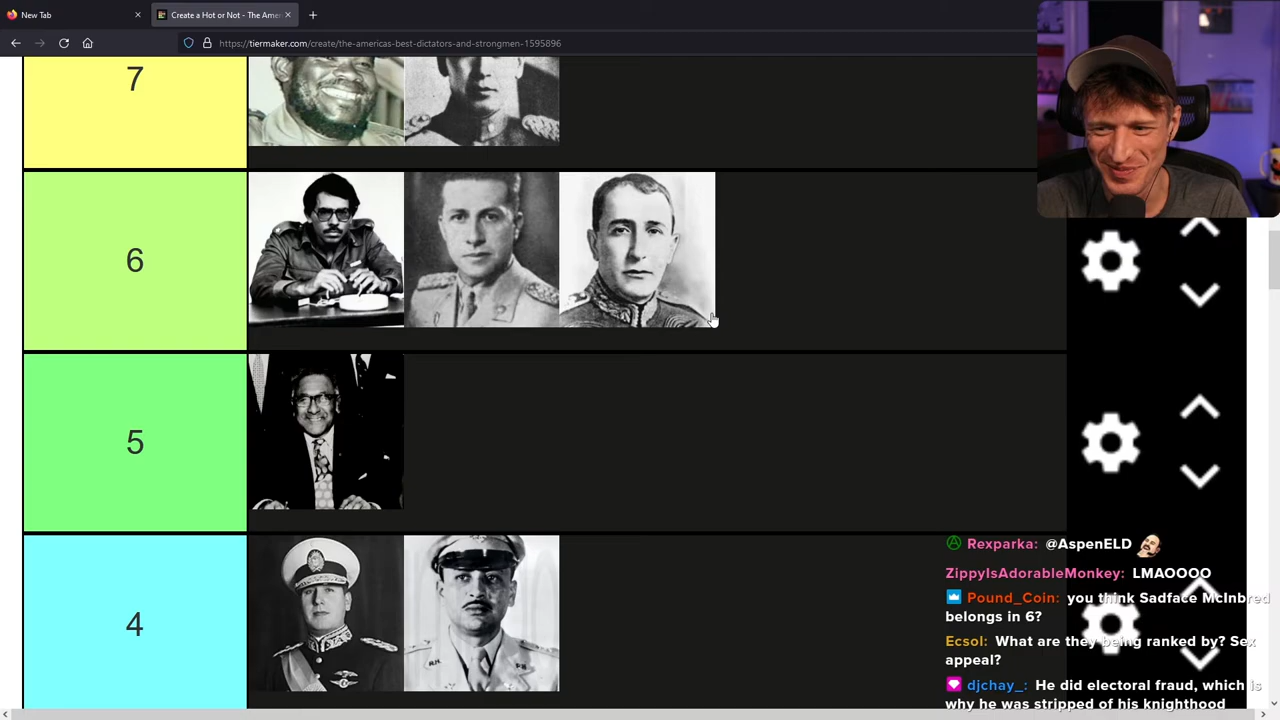 New Tab
Create a Hot or Not - The Amer
https://tiermaker.com/create/the-americas-best-dictators-and-strongmen-1595896
7
6
5
4
Rexparka: @AspenELD
ZippyIsAdorableMonkey: LMAOOOO
Pound_Coin: you think Sadface McInbred
belongs in 6?
Ecsol: What are they being ranked by? Sex
appeal?
djchay_: He did electoral fraud, which is
why he was stripped of his knighthood